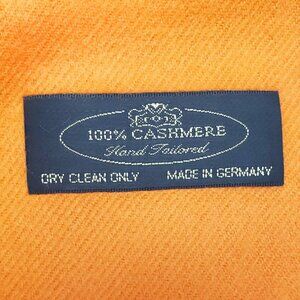 100% CASHMERE
Hand Tailored
DRY CLEAN ONLY MADE IN GERMANY